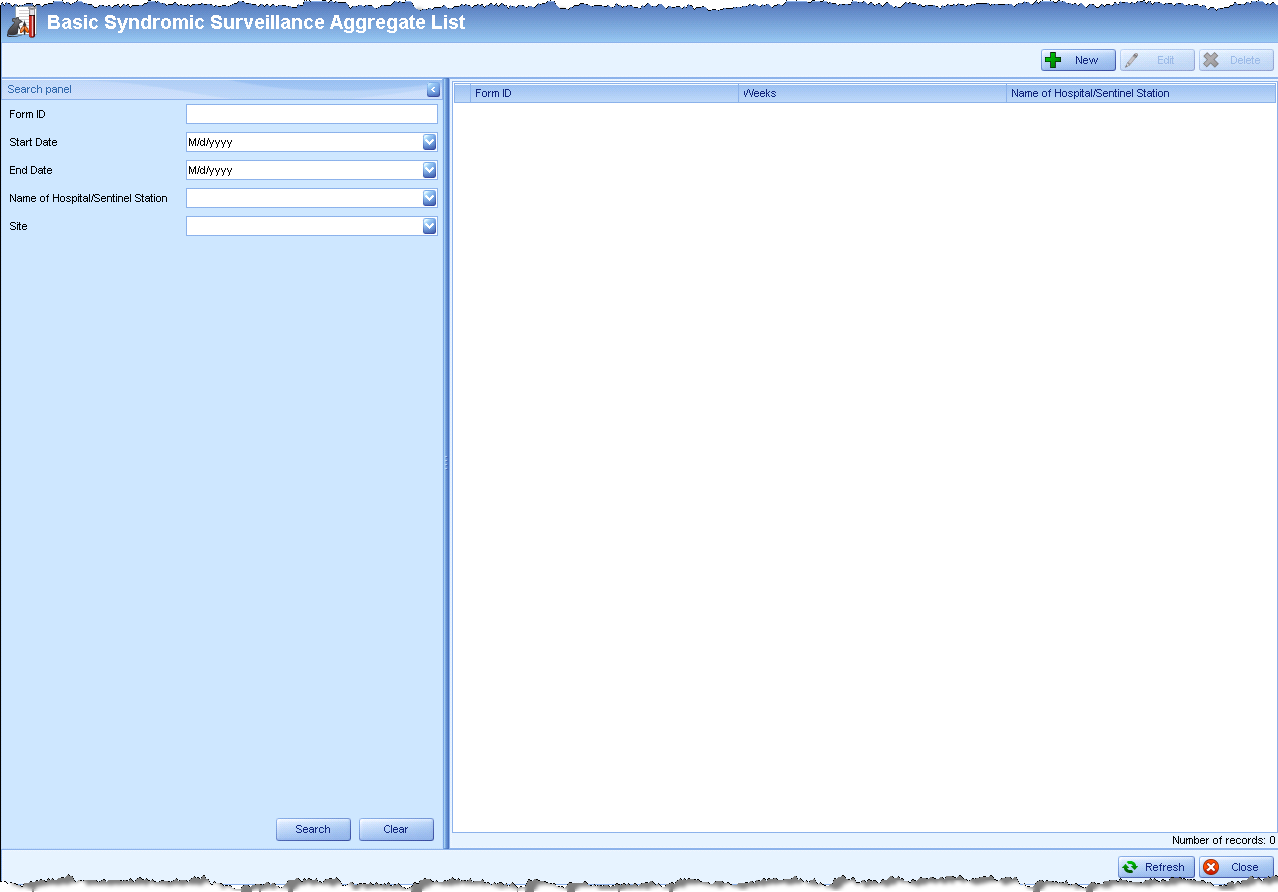 Basic Syndromic Surveillance Aggregate List
New Edit Delete
Search panel
Form ID
Start Date M/d/yyyy
End Date M/d/yyyy
Name of Hospital/Sentinel Station
Site
Search Clear
Form ID Weeks Name of Hospital/Sentinel Station
Number of records: 0
Refresh Close